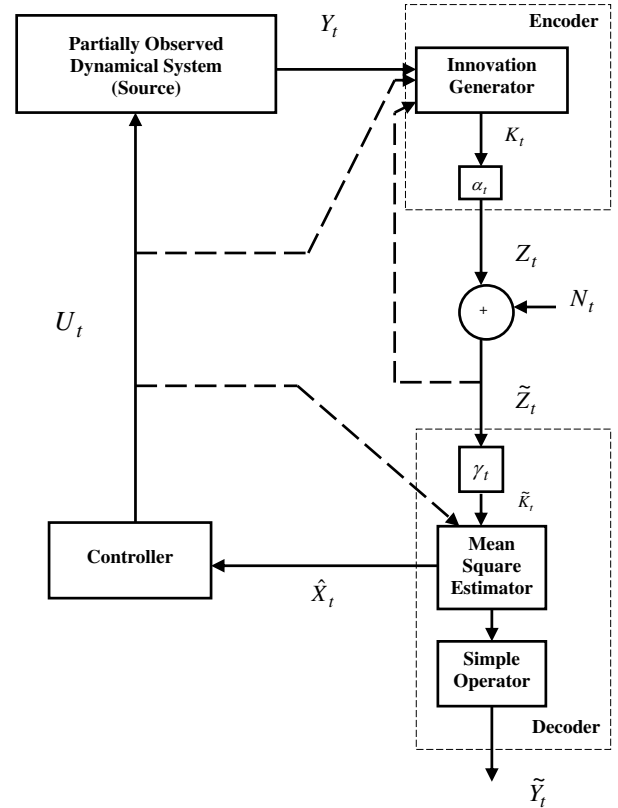 Partially Observed
Dynamical System
(Source)
Y_t
Encoder
Innovation
Generator
K_t
α_t
Z_t
+
N_t
U_t
Z̃_t
γ_t
K̃_t
Controller
Mean
Square
Estimator
X̂_t
Simple
Operator
Decoder
Ỹ_t